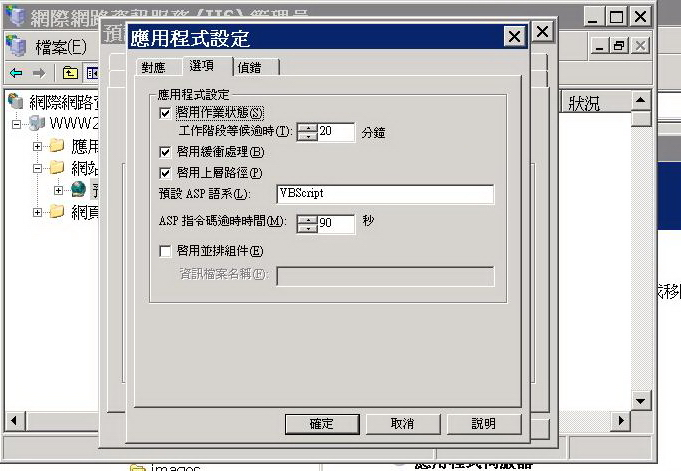 網際網路資訊服務 (IIS) 管理員
檔案(F)
應用程式設定
對應
選項
偵錯
應用程式設定
啟用作業狀態(S)
工作階段等候逾時(T):
20
分鐘
啟用緩衝處理(B)
啟用上層路徑(P)
預設 ASP 語系(L):
VBScript
ASP 指令碼逾時時間(M):
90
秒
啟用並排組件(E)
資訊檔案名稱(F):
確定
取消
說明
網際網路
WWW2
應用
網站
預
網頁
狀況
images
應用程式伺服器